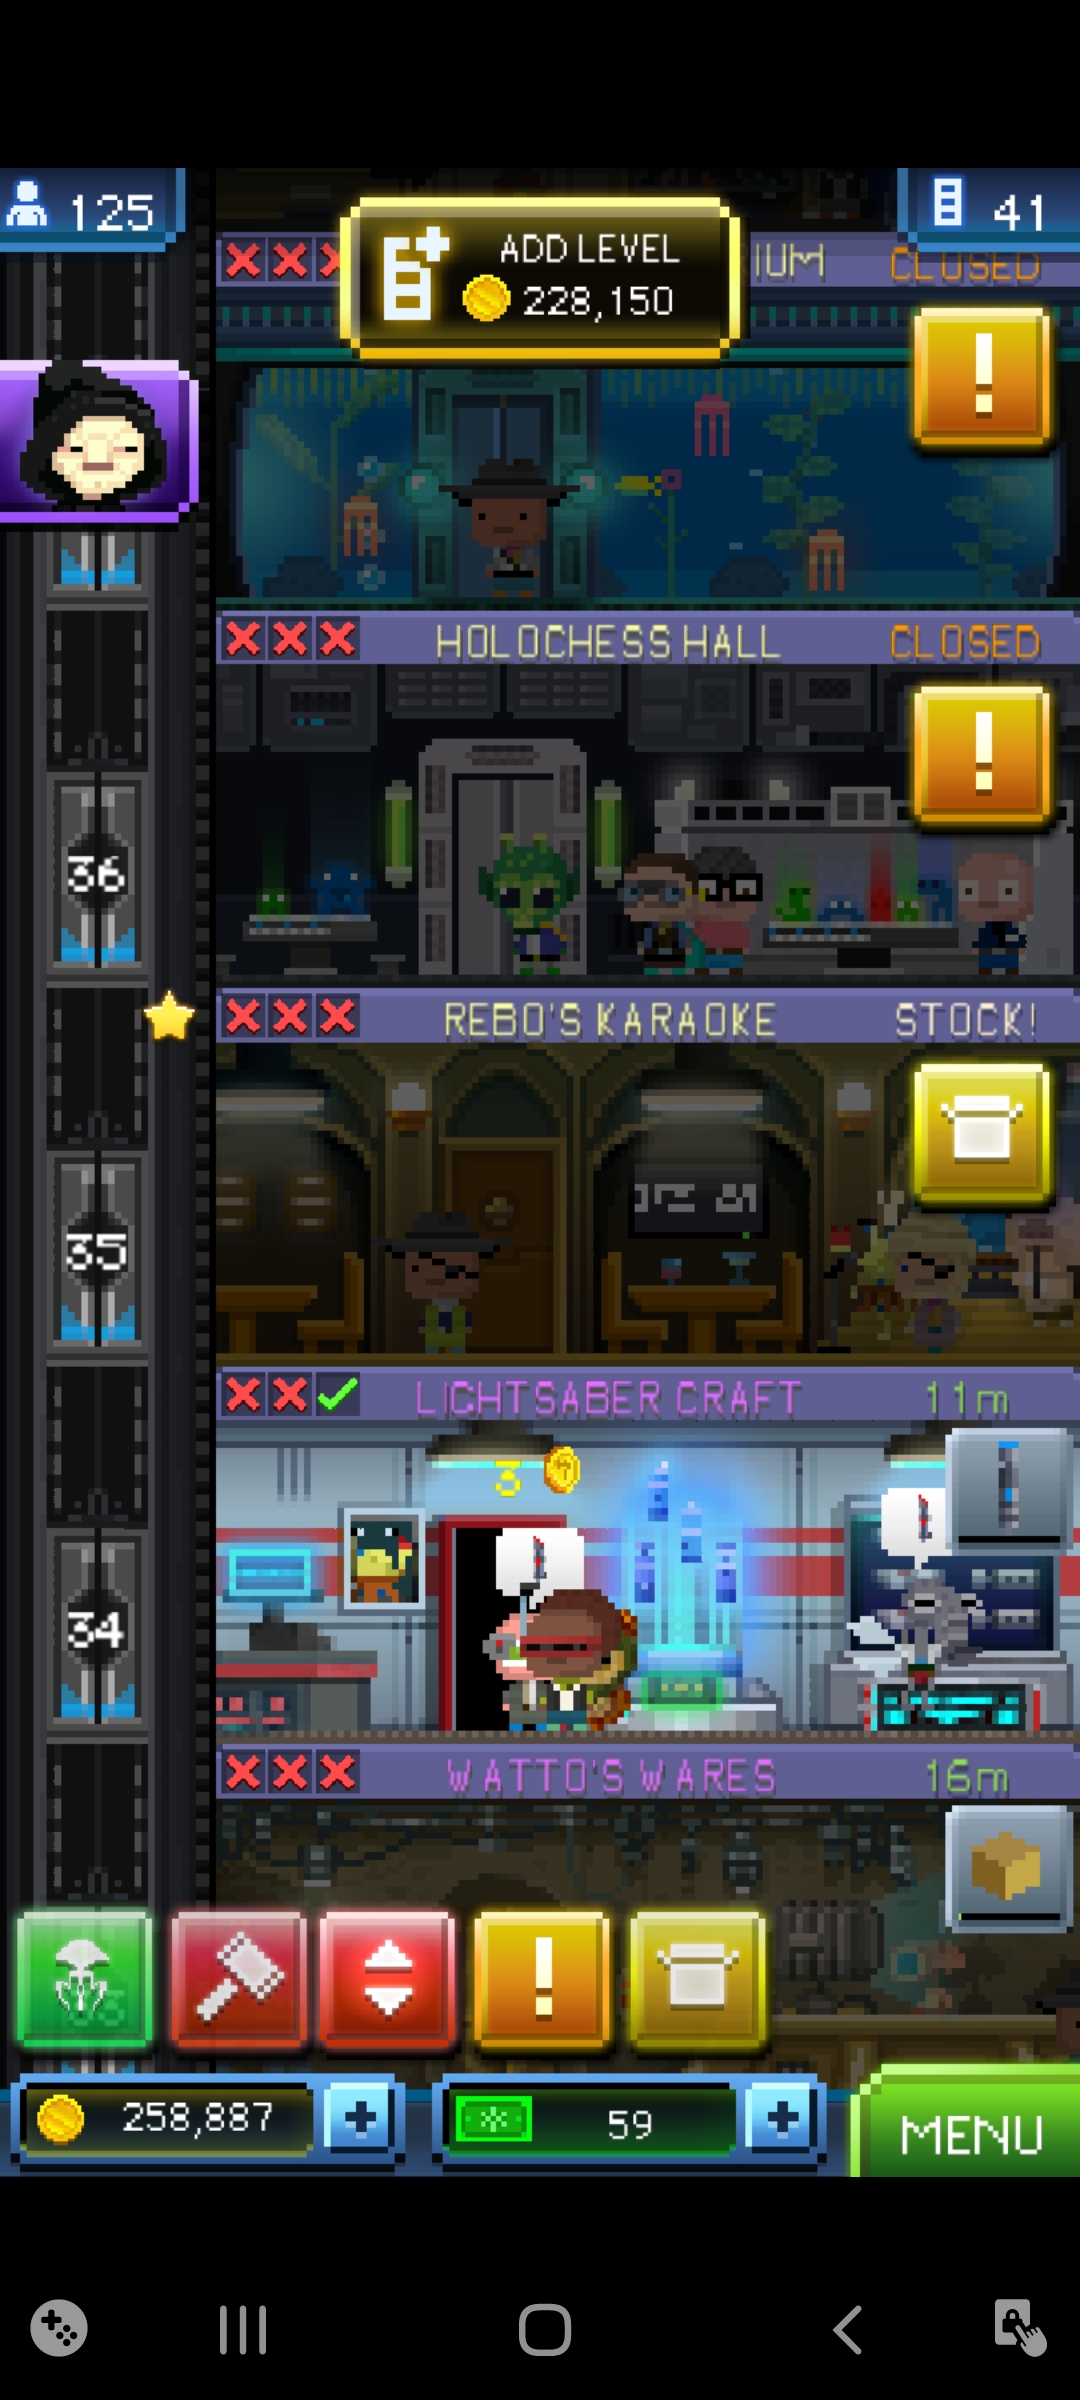 125
ADD LEVEL
228,150
41
IUM CLOSED
HOLOCHESS HALL CLOSED
36
REBO'S KARAOKE STOCK!
35
LIGHTSABER CRAFT 11m
3
34
WATTO'S WARES 16m
258,887
59
MENU